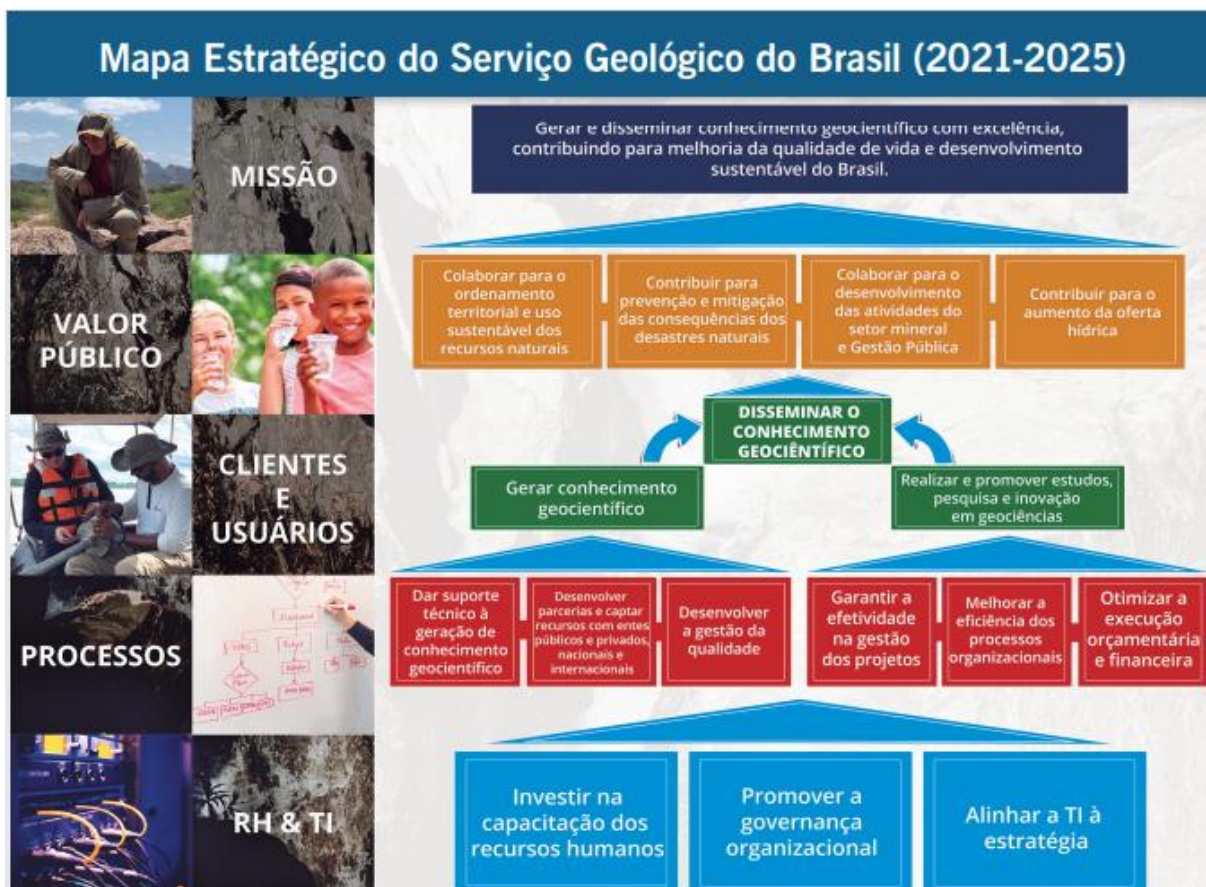 Mapa Estratégico do Serviço Geológico do Brasil (2021-2025)
MISSÃO
Gerar e disseminar conhecimento geocientífico com excelência,
contribuindo para melhoria da qualidade de vida e desenvolvimento
sustentável do Brasil.
VALOR
PÚBLICO
Colaborar para o
ordenamento
territorial e uso
sustentável dos
recursos naturais
Contribuir para
prevenção e mitigação
das consequências dos
desastres naturais
Colaborar para o
desenvolvimento
das atividades do
setor mineral
e Gestão Pública
Contribuir para o
aumento da oferta
hídrica
CLIENTES
E
USUÁRIOS
DISSEMINAR O
CONHECIMENTO
GEOCIÊNTÍFICO
Gerar conhecimento
geocientífico
Realizar e promover estudos,
pesquisa e inovação
em geociências
PROCESSOS
Dar suporte
técnico à
geração de
conhecimento
geocientífico
Desenvolver
parcerias e captar
recursos com entes
públicos e privados,
nacionais e
internacionais
Desenvolver
a gestão da
qualidade
Garantir a
efetividade
na gestão
dos projetos
Melhorar a
eficiência dos
processos
organizacionais
Otimizar a
execução
orçamentária
e financeira
RH & TI
Investir na
capacitação dos
recursos humanos
Promover a
governança
organizacional
Alinhar a TI à
estratégia